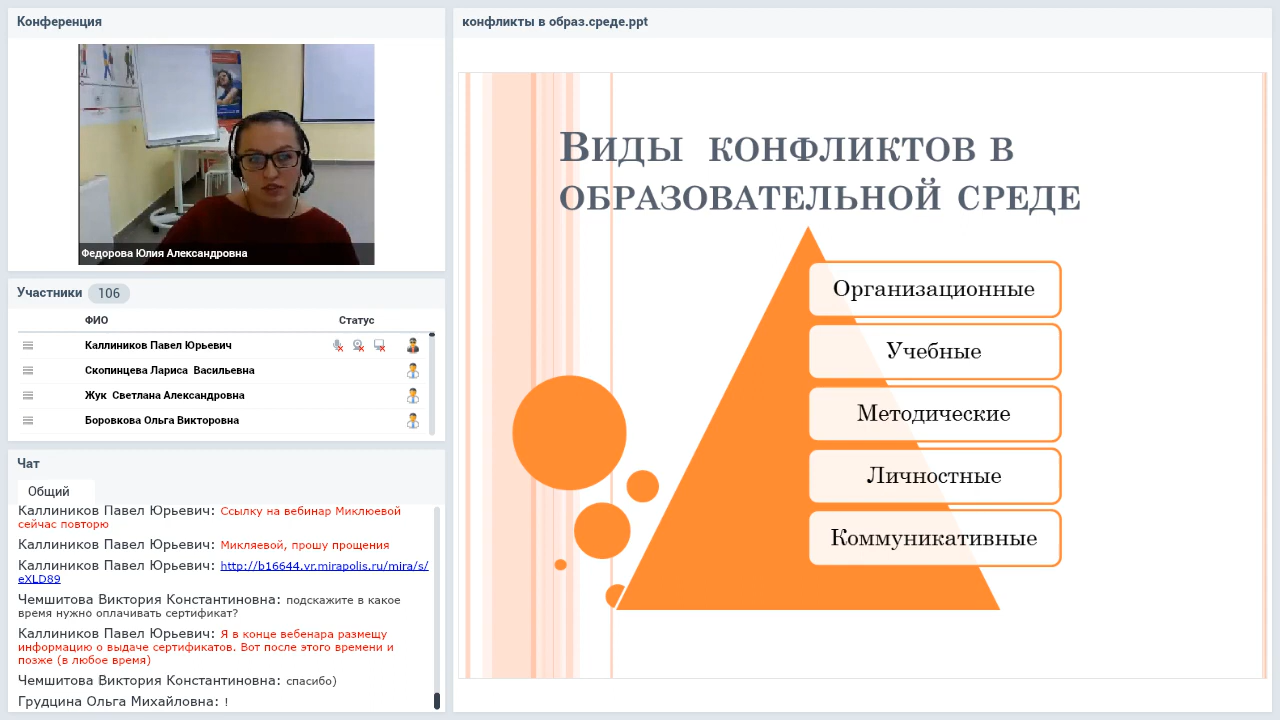 Конференция
Федорова Юлия Александровна
Участники 106
ФИО Статус
Каллиников Павел Юрьевич
Скопинцева Лариса Васильевна
Жук Светлана Александровна
Боровкова Ольга Викторовна
Чат
Общий
Каллиников Павел Юрьевич: Ссылку на вебинар Миклюевой
сейчас повторю
Каллиников Павел Юрьевич: Микляевой, прошу прощения
Каллиников Павел Юрьевич: http://b16644.vr.mirapolis.ru/mira/s/
eXLD89
Чемшитова Виктория Константиновна: подскажите в какое
время нужно оплачивать сертификат?
Каллиников Павел Юрьевич: Я в конце вебенара размещу
информацию о выдаче сертификатов. Вот после этого времени и
позже (в любое время)
Чемшитова Виктория Константиновна: спасибо)
Грудцина Ольга Михайловна: !
конфликты в образ.среде.ppt
Виды конфликтов в
образовательной среде
Организационные
Учебные
Методические
Личностные
Коммуникативные